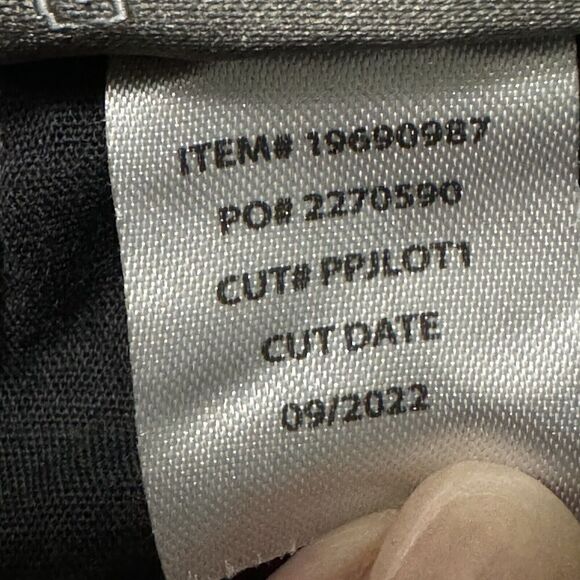 ITEM# 19690987
PO# 2270590
CUT# PPJLOT1
CUT DATE
09/2022